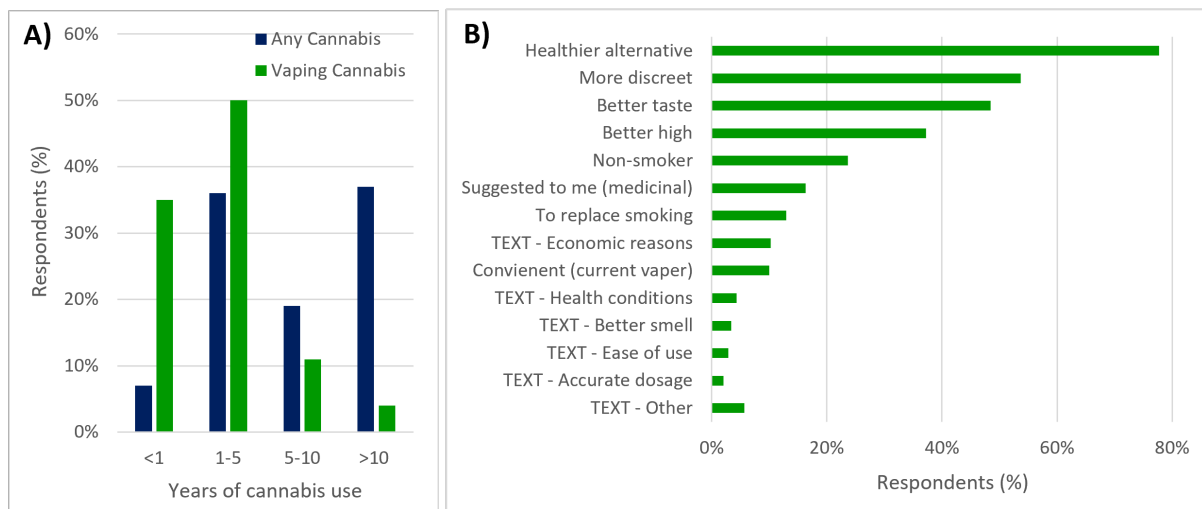 A)
Any Cannabis
Vaping Cannabis
60%
50%
40%
30%
20%
10%
0%
Respondents (%)
<1 1-5 5-10 >10
Years of cannabis use
B)
Healthier alternative
More discreet
Better taste
Better high
Non-smoker
Suggested to me (medicinal)
To replace smoking
TEXT - Economic reasons
Convienent (current vaper)
TEXT - Health conditions
TEXT - Better smell
TEXT - Ease of use
TEXT - Accurate dosage
TEXT - Other
0% 20% 40% 60% 80%
Respondents (%)